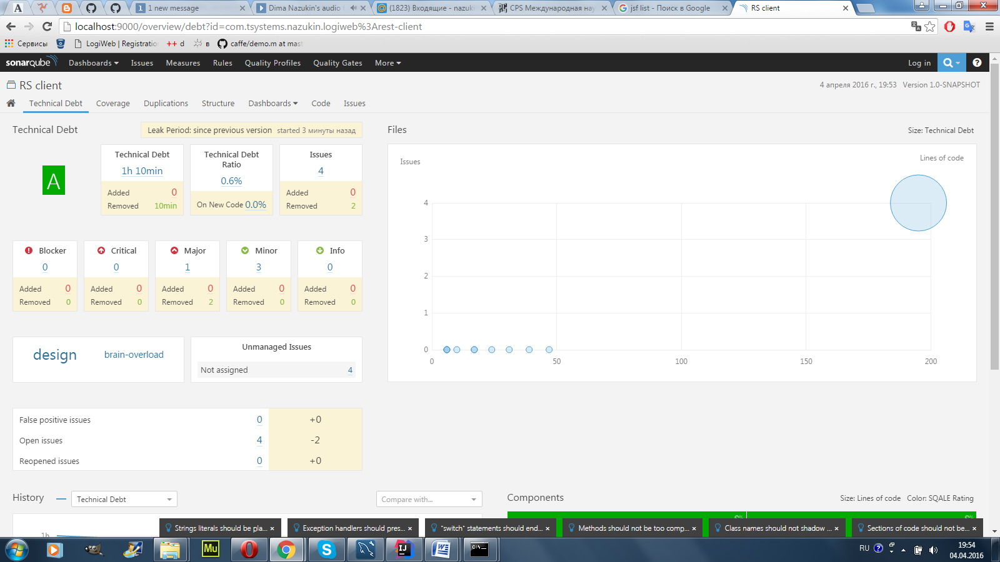 1 new message
Dima Nazukin's audio f
(1823) Входящие - nazuki
CPS Международная нау
jsf list - Поиск в Google
RS client
localhost:9000/overview/debt?id=com.tsystems.nazukin.logiweb%3Arest-client
Сервисы
LogiWeb | Registratio
++ d
в
caffe/demo.m at mast
sonarqube Dashboards Issues Measures Rules Quality Profiles Quality Gates More Log in
RS client
4 апреля 2016 г., 19:53 Version 1.0-SNAPSHOT
Technical Debt Coverage Duplications Structure Dashboards Code Issues
Technical Debt
Leak Period: since previous version started 3 минуты назад
A
Technical Debt
1h 10min
Added 0
Removed 10min
Technical Debt
Ratio
0.6%
On New Code 0.0%
Issues
4
Added 0
Removed 2
Blocker
0
Added 0
Removed 0
Critical
0
Added 0
Removed 0
Major
1
Added 0
Removed 2
Minor
3
Added 0
Removed 0
Info
0
Added 0
Removed 0
design brain-overload
Unmanaged Issues
Not assigned 4
False positive issues 0 +0
Open issues 4 -2
Reopened issues 0 +0
Files
Size: Technical Debt
Issues
Lines of code
4
3
2
1
0
0 50 100 150 200
History
Technical Debt
Compare with...
1h
Components
Size: Lines of code Color: SQALE Rating
Strings literals should be pla... ×
Exception handlers should pres... ×
"switch" statements should end... ×
Methods should not be too comp... ×
Class names should not shadow ... ×
Sections of code should not be... ×
Mu
RU
19:54
04.04.2016